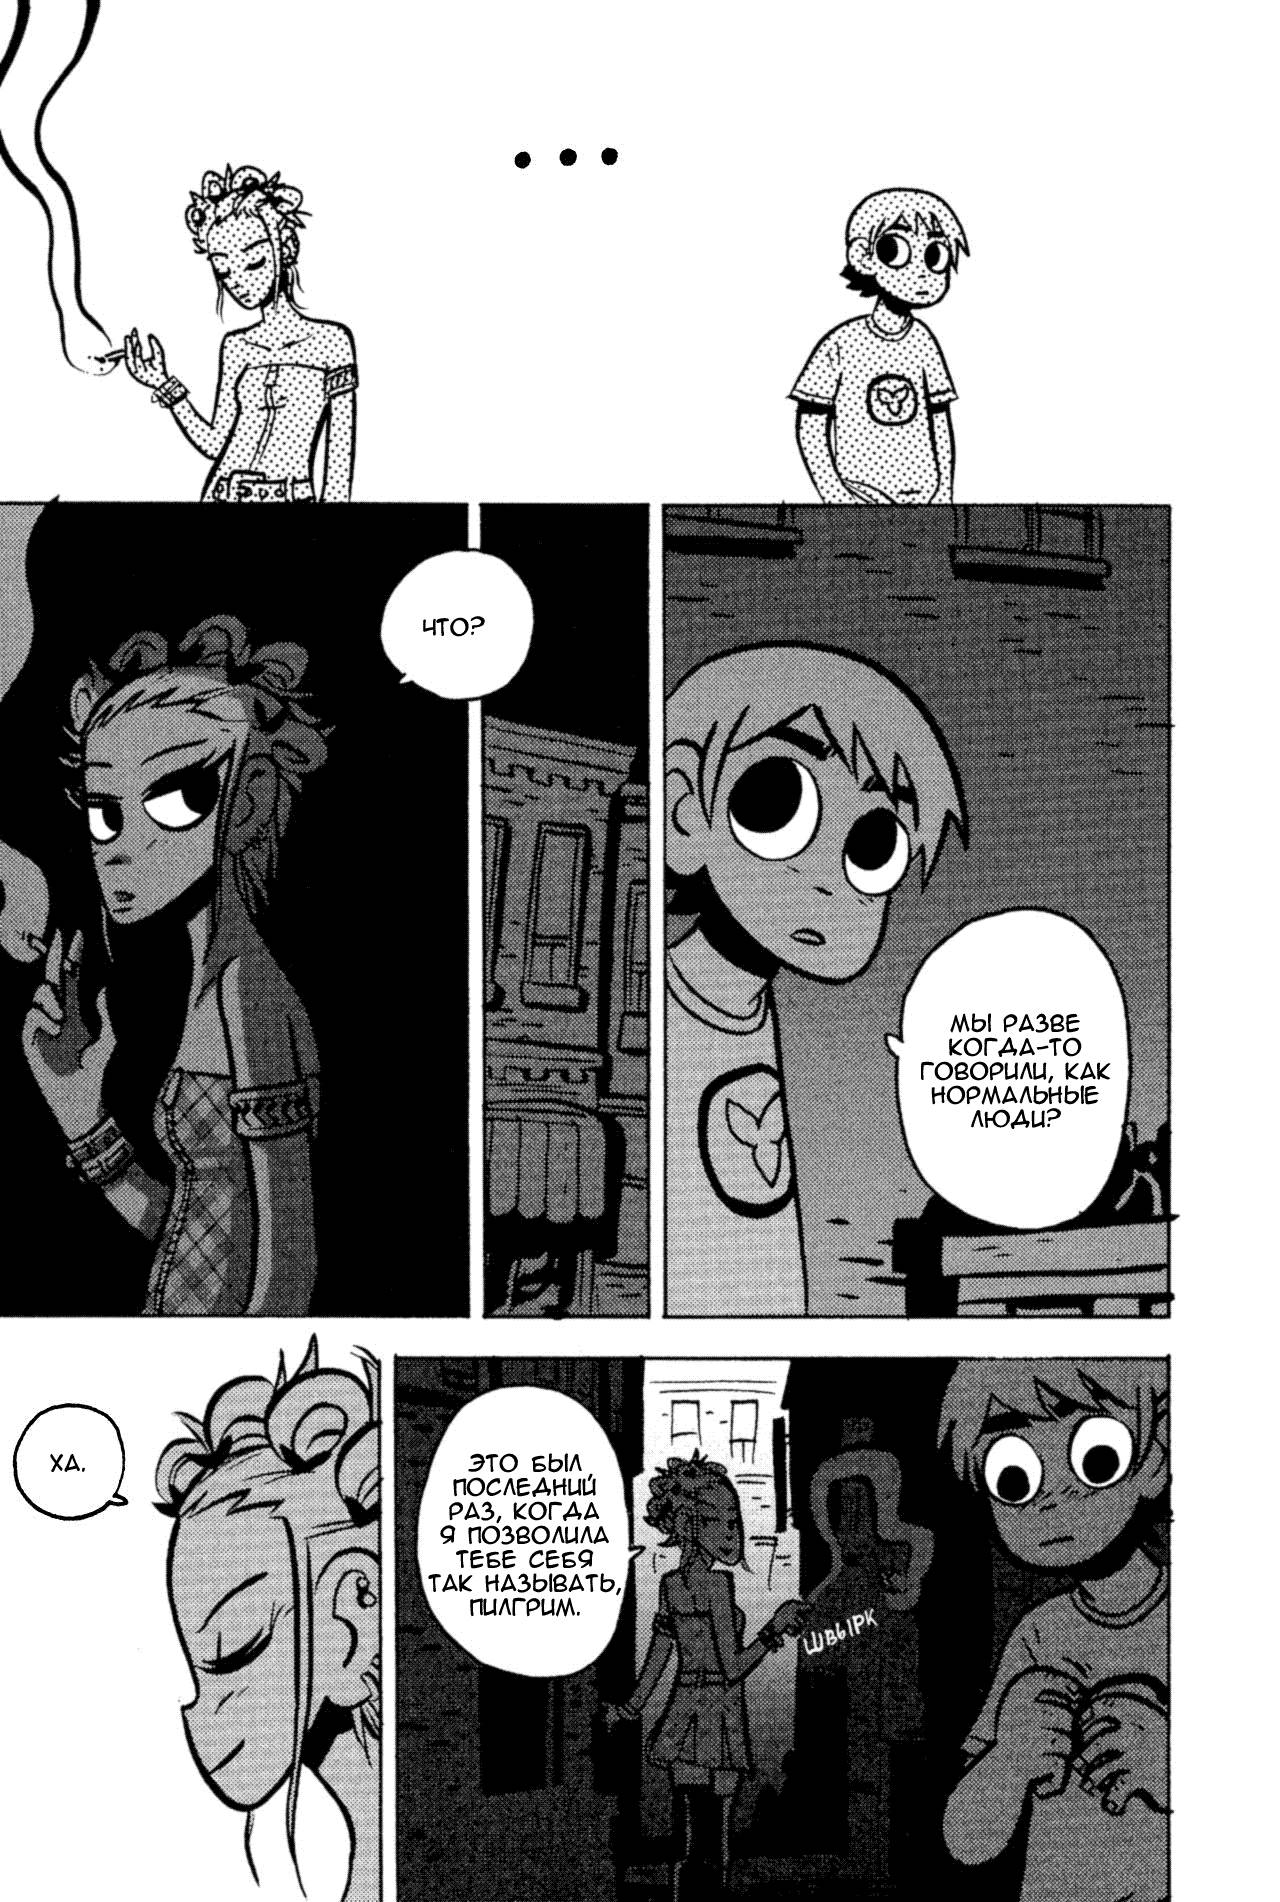 ...
ЧТО?
МЫ РАЗВЕ
КОГДА-ТО
ГОВОРИЛИ, КАК
НОРМАЛЬНЫЕ
ЛЮДИ?
ХА.
ЭТО БЫЛ
ПОСЛЕДНИЙ
РАЗ, КОГДА
Я ПОЗВОЛИЛА
ТЕБЕ СЕБЯ
ТАК НАЗЫВАТЬ,
ПИЛГРИМ.
ШВЫРК